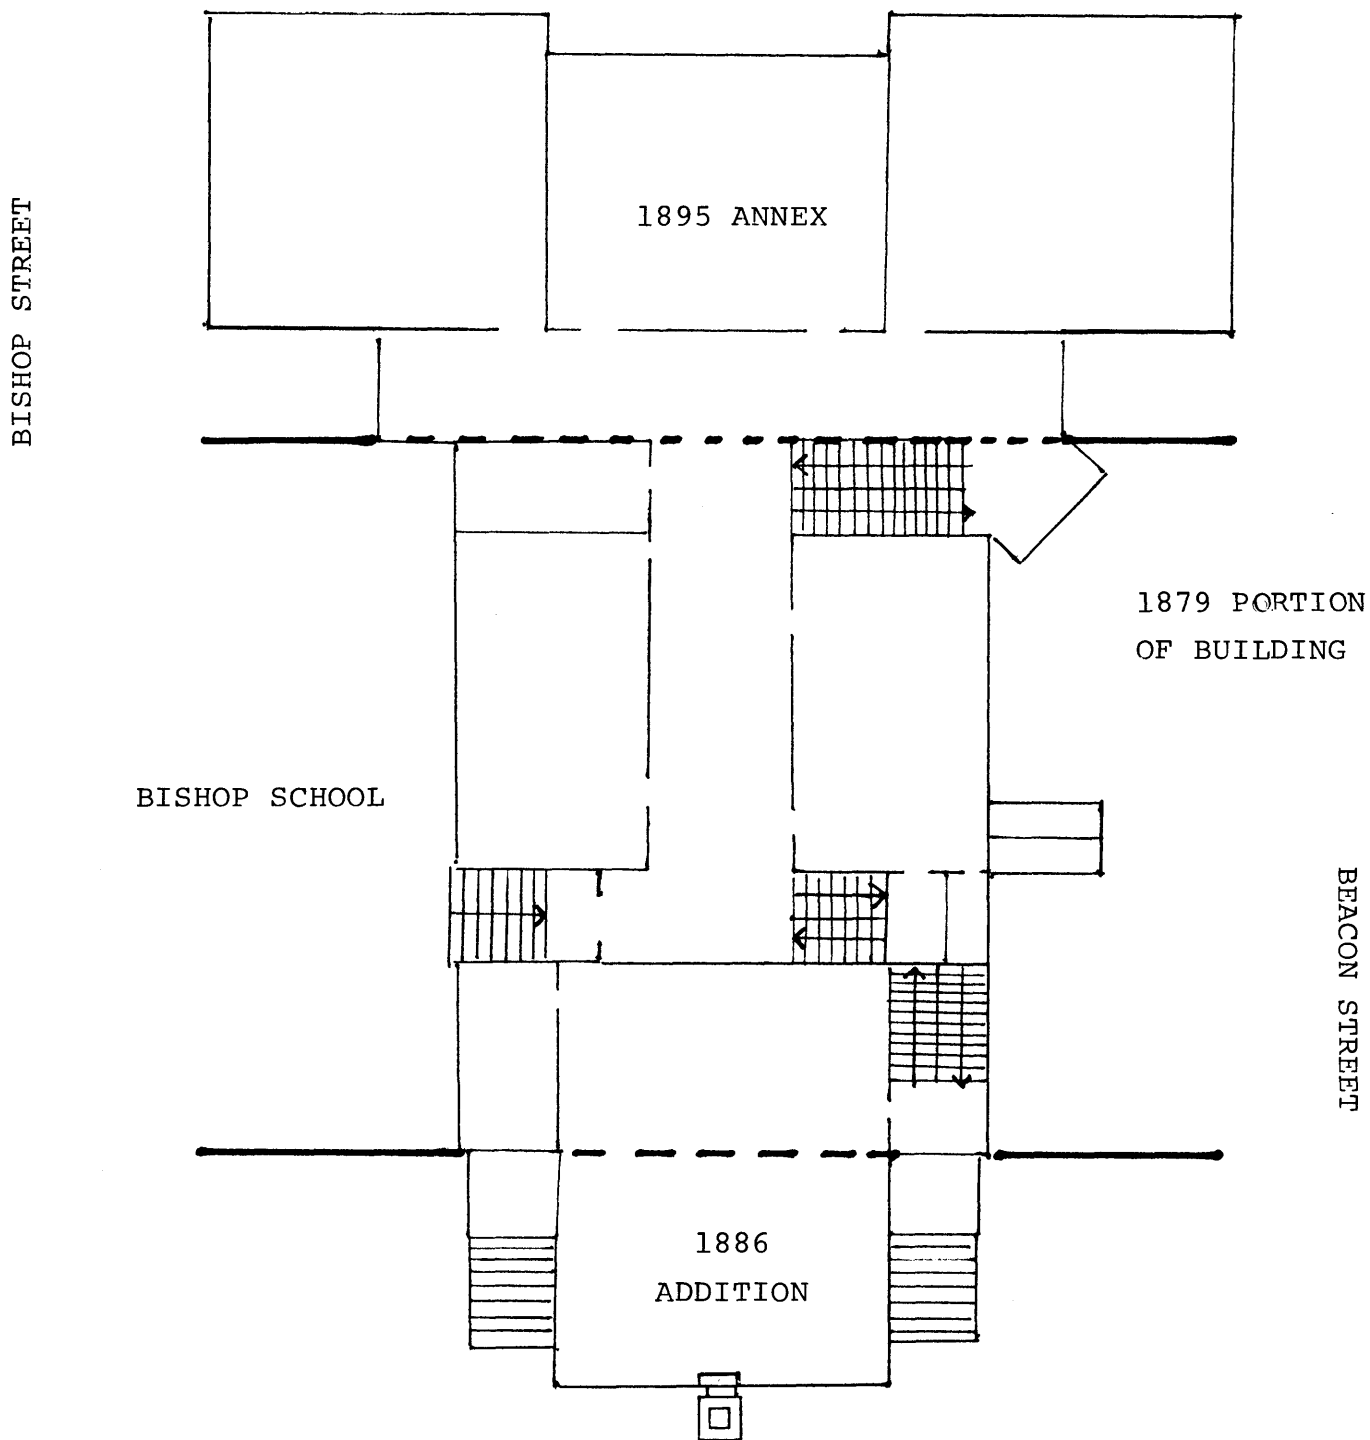 BISHOP STREET
1895 ANNEX
1879 PORTION
OF BUILDING
BISHOP SCHOOL
BEACON STREET
1886
ADDITION